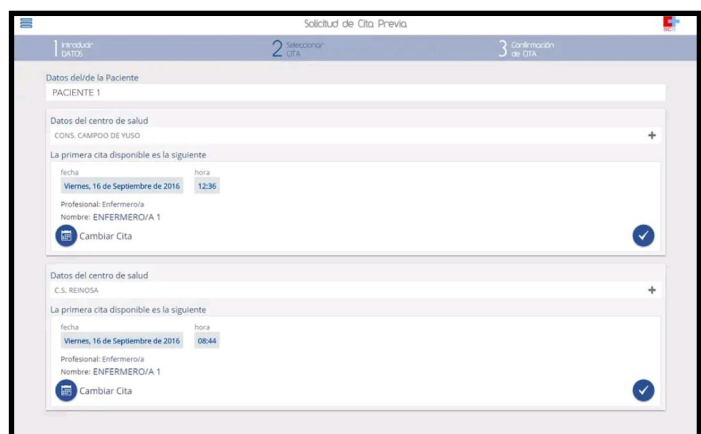 Solicitud de Cita Previa
1 Introducir DATOS
2 Seleccionar CITA
3 Confirmación de CITA
Datos del/de la Paciente
PACIENTE 1
Datos del centro de salud
CONS. CAMPOO DE YUSO
La primera cita disponible es la siguiente
fecha hora
Viernes, 16 de Septiembre de 2016 12:36
Profesional: Enfermero/a
Nombre: ENFERMERO/A 1
Cambiar Cita
Datos del centro de salud
C.S. REINOSA
La primera cita disponible es la siguiente
fecha hora
Viernes, 16 de Septiembre de 2016 08:44
Profesional: Enfermero/a
Nombre: ENFERMERO/A 1
Cambiar Cita